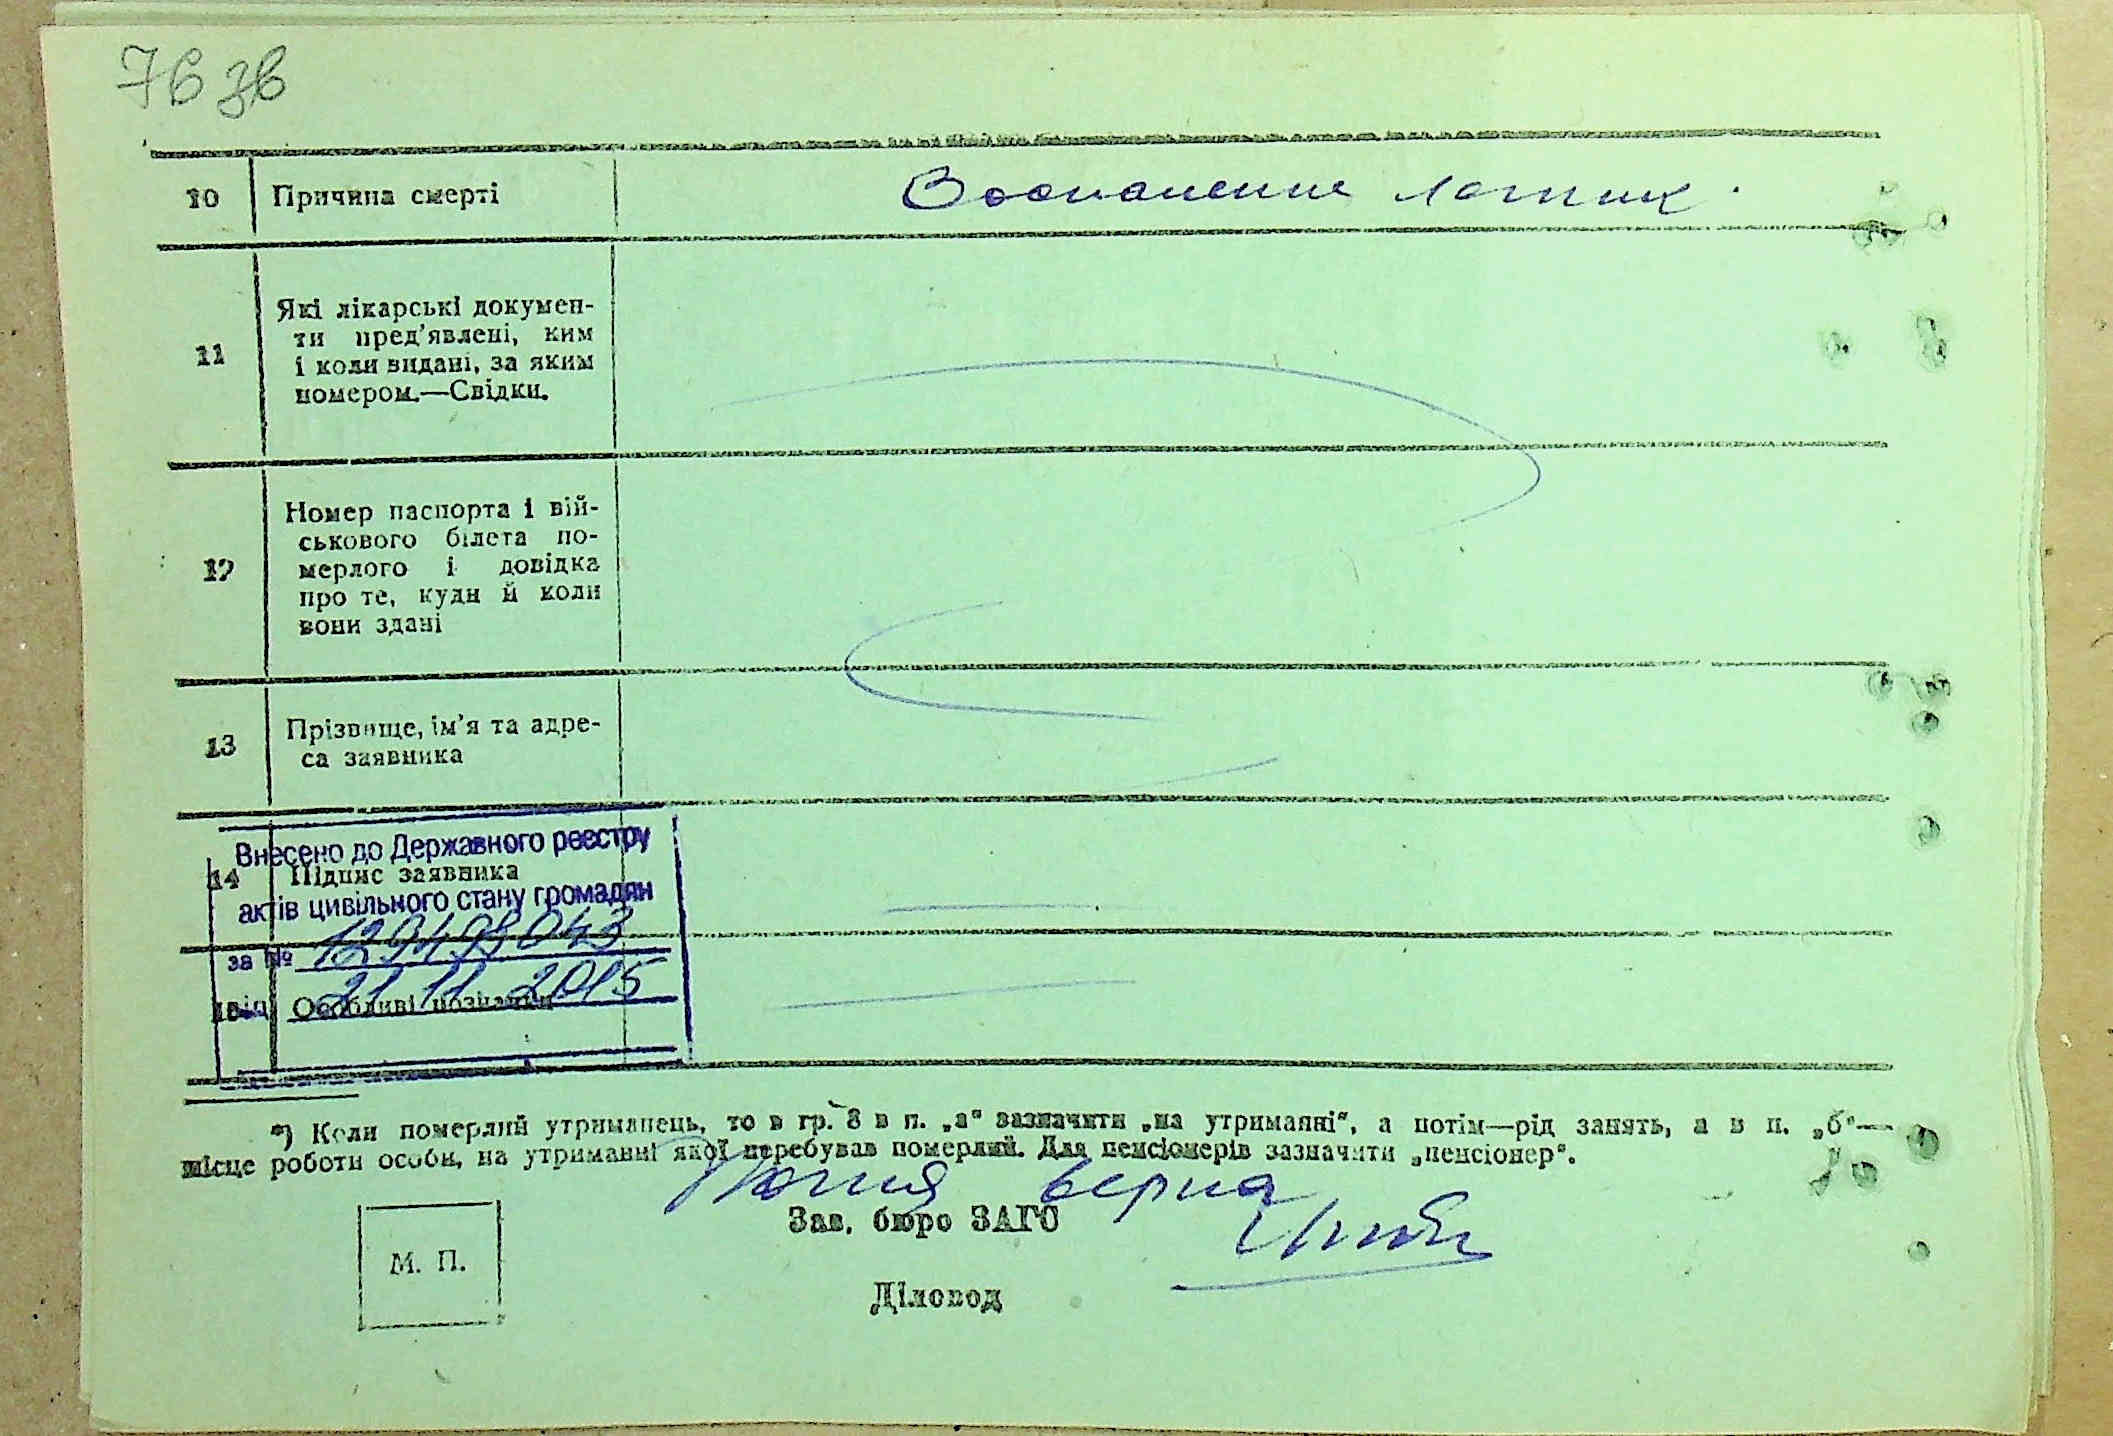 76 зв
10 Причина смерті Воспаление легких.
11 Які лікарські докумен-
ти пред'явлені, ким
і коли видані, за яким
номером.—Свідки.
12 Номер паспорта і вій-
ськового білета по-
мерлого і довідка
про те, куди й коли
вони здані
13 Прізвище, ім'я та адре-
са заявника
Внесено до Державного реєстру
14 Підпис заявника
актів цивільного стану громадян
за №
від 21 11 2015
15 Особливі позначки
*) Коли померлий утриманець, то в гр. 8 в п. „а" зазначити „на утриманні", а потім—рід занять, а в п. „б"—
місце роботи особи, на утриманні якої перебував померлий. Для пенсіонерів зазначити „пенсіонер".
Копия верна
Зав. бюро ЗАГС
М. П.
Діловод